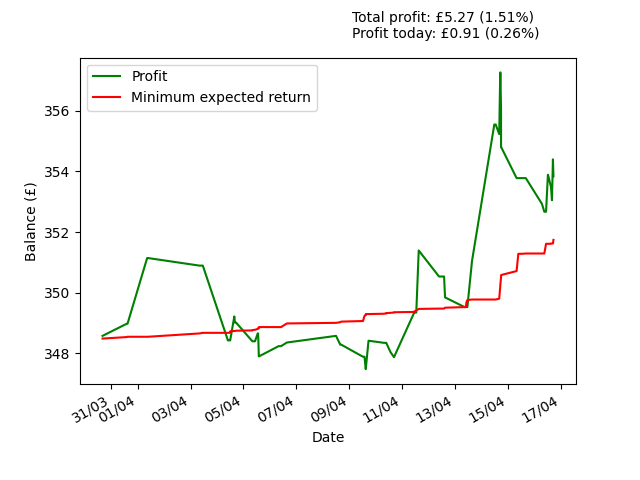 Total profit: £5.27 (1.51%)
Profit today: £0.91 (0.26%)
Profit
Minimum expected return
356
354
352
350
348
Balance (£)
31/03
01/04
03/04
05/04
07/04
09/04
11/04
13/04
15/04
17/04
Date